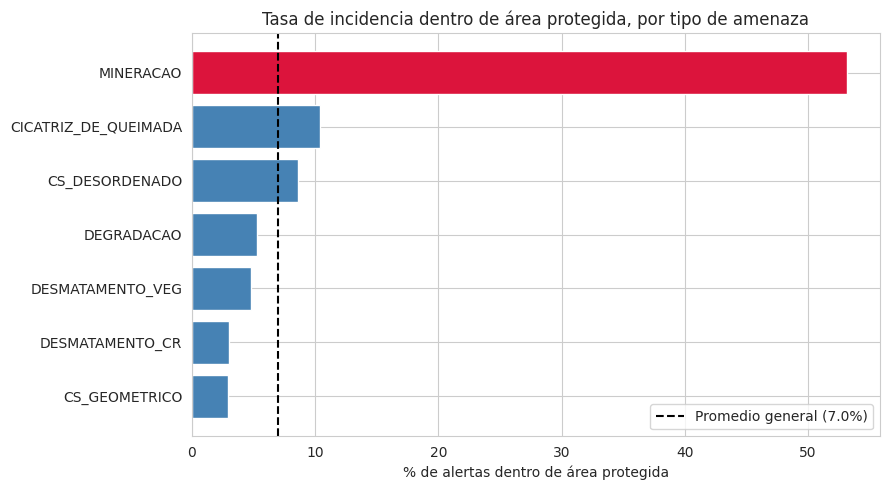 Tasa de incidencia dentro de área protegida, por tipo de amenaza
MINERACAO
CICATRIZ_DE_QUEIMADA
CS_DESORDENADO
DEGRADACAO
DESMATAMENTO_VEG
DESMATAMENTO_CR
CS_GEOMETRICO
Promedio general (7.0%)
0 10 20 30 40 50
% de alertas dentro de área protegida